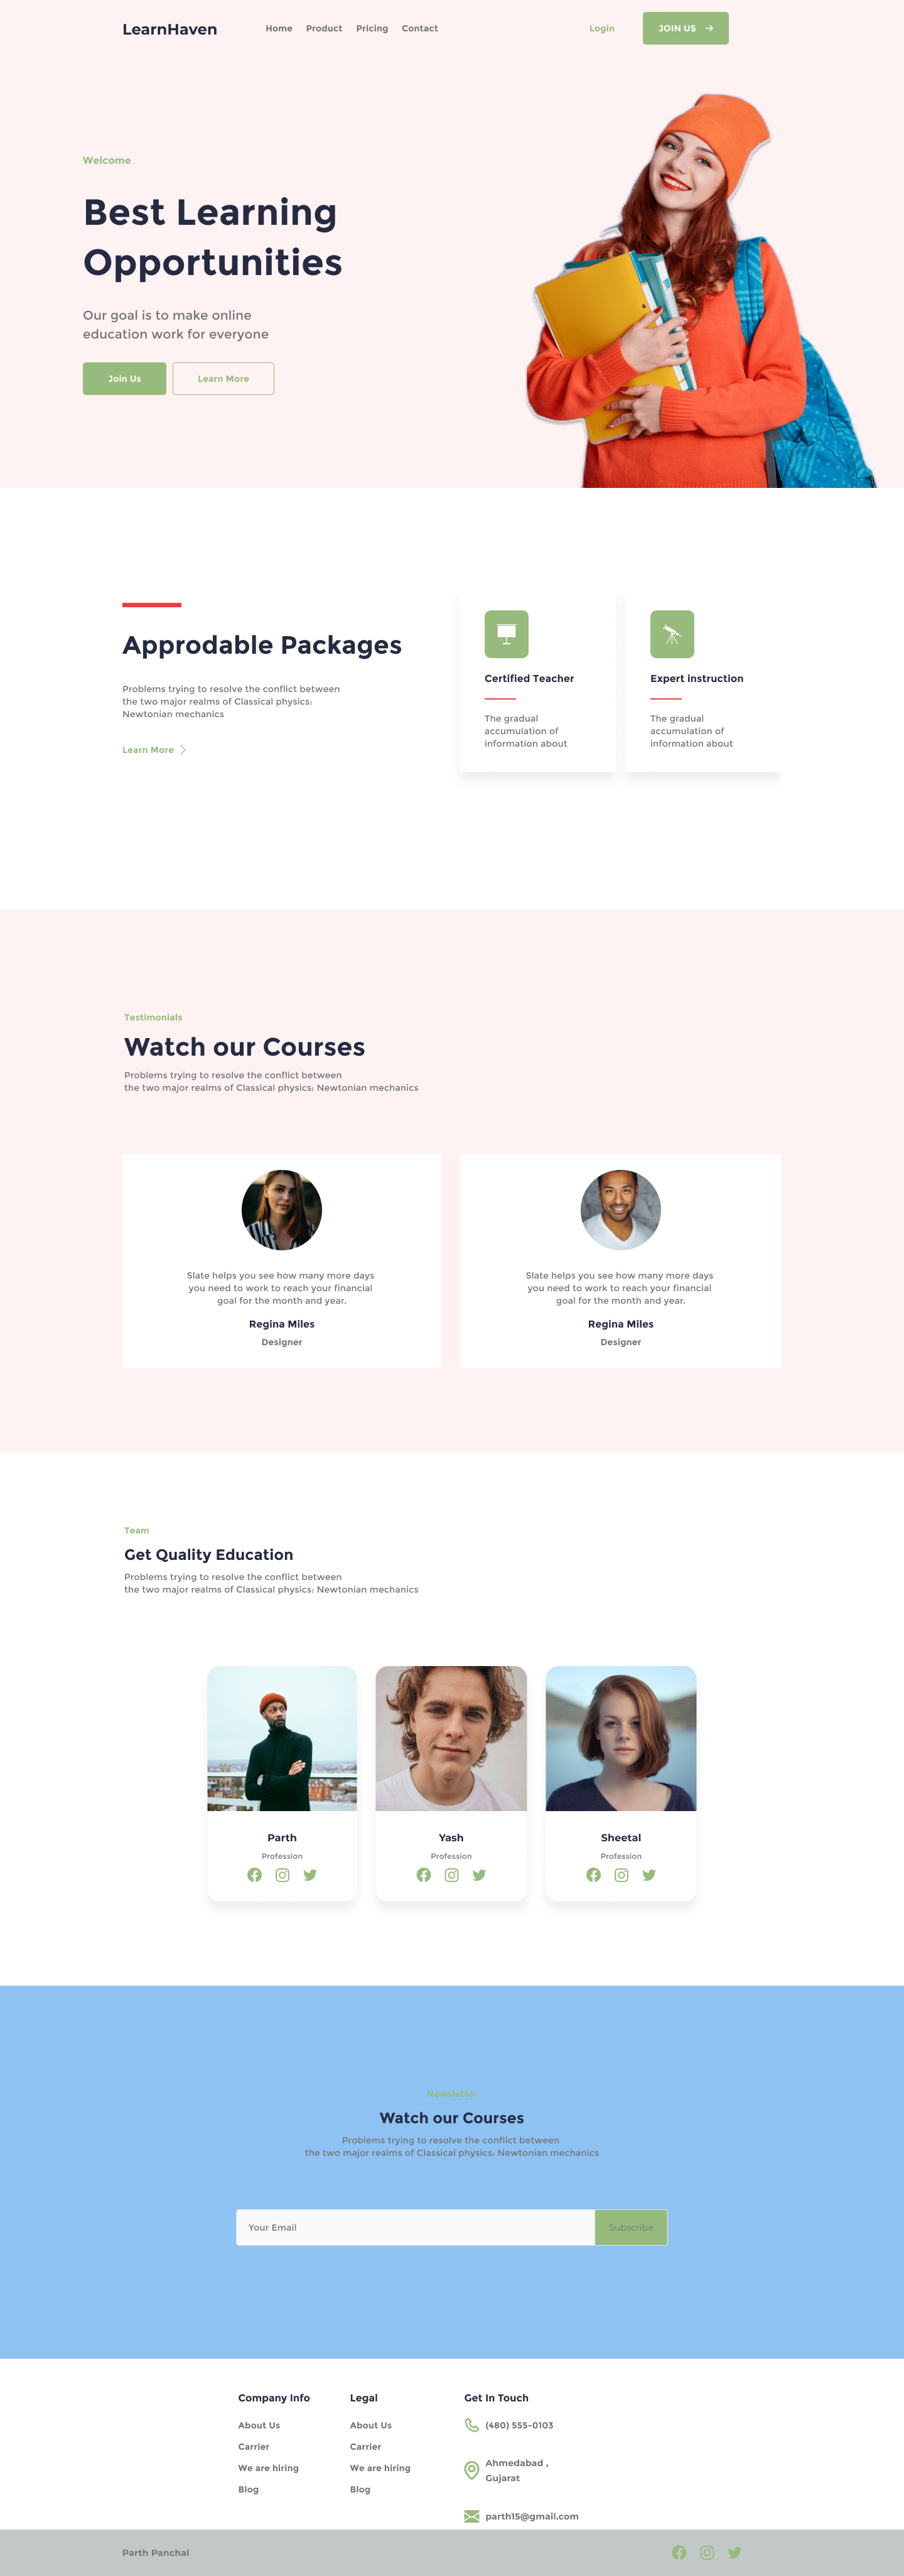 LearnHaven
Home Product Pricing Contact
Login
JOIN US
Welcome
Best Learning
Opportunities
Our goal is to make online
education work for everyone
Join Us
Learn More
Approdable Packages
Problems trying to resolve the conflict between
the two major realms of Classical physics:
Newtonian mechanics
Learn More
Certified Teacher
The gradual
accumulation of
information about
Expert instruction
The gradual
accumulation of
information about
Testimonials
Watch our Courses
Problems trying to resolve the conflict between
the two major realms of Classical physics: Newtonian mechanics
Slate helps you see how many more days
you need to work to reach your financial
goal for the month and year.
Regina Miles
Designer
Slate helps you see how many more days
you need to work to reach your financial
goal for the month and year.
Regina Miles
Designer
Team
Get Quality Education
Problems trying to resolve the conflict between
the two major realms of Classical physics: Newtonian mechanics
Parth
Profession
Yash
Profession
Sheetal
Profession
Newsletter
Watch our Courses
Problems trying to resolve the conflict between
the two major realms of Classical physics: Newtonian mechanics
Your Email
Subscribe
Company Info
About Us
Carrier
We are hiring
Blog
Legal
About Us
Carrier
We are hiring
Blog
Get In Touch
(480) 555-0103
Ahmedabad ,
Gujarat
parth15@gmail.com
Parth Panchal